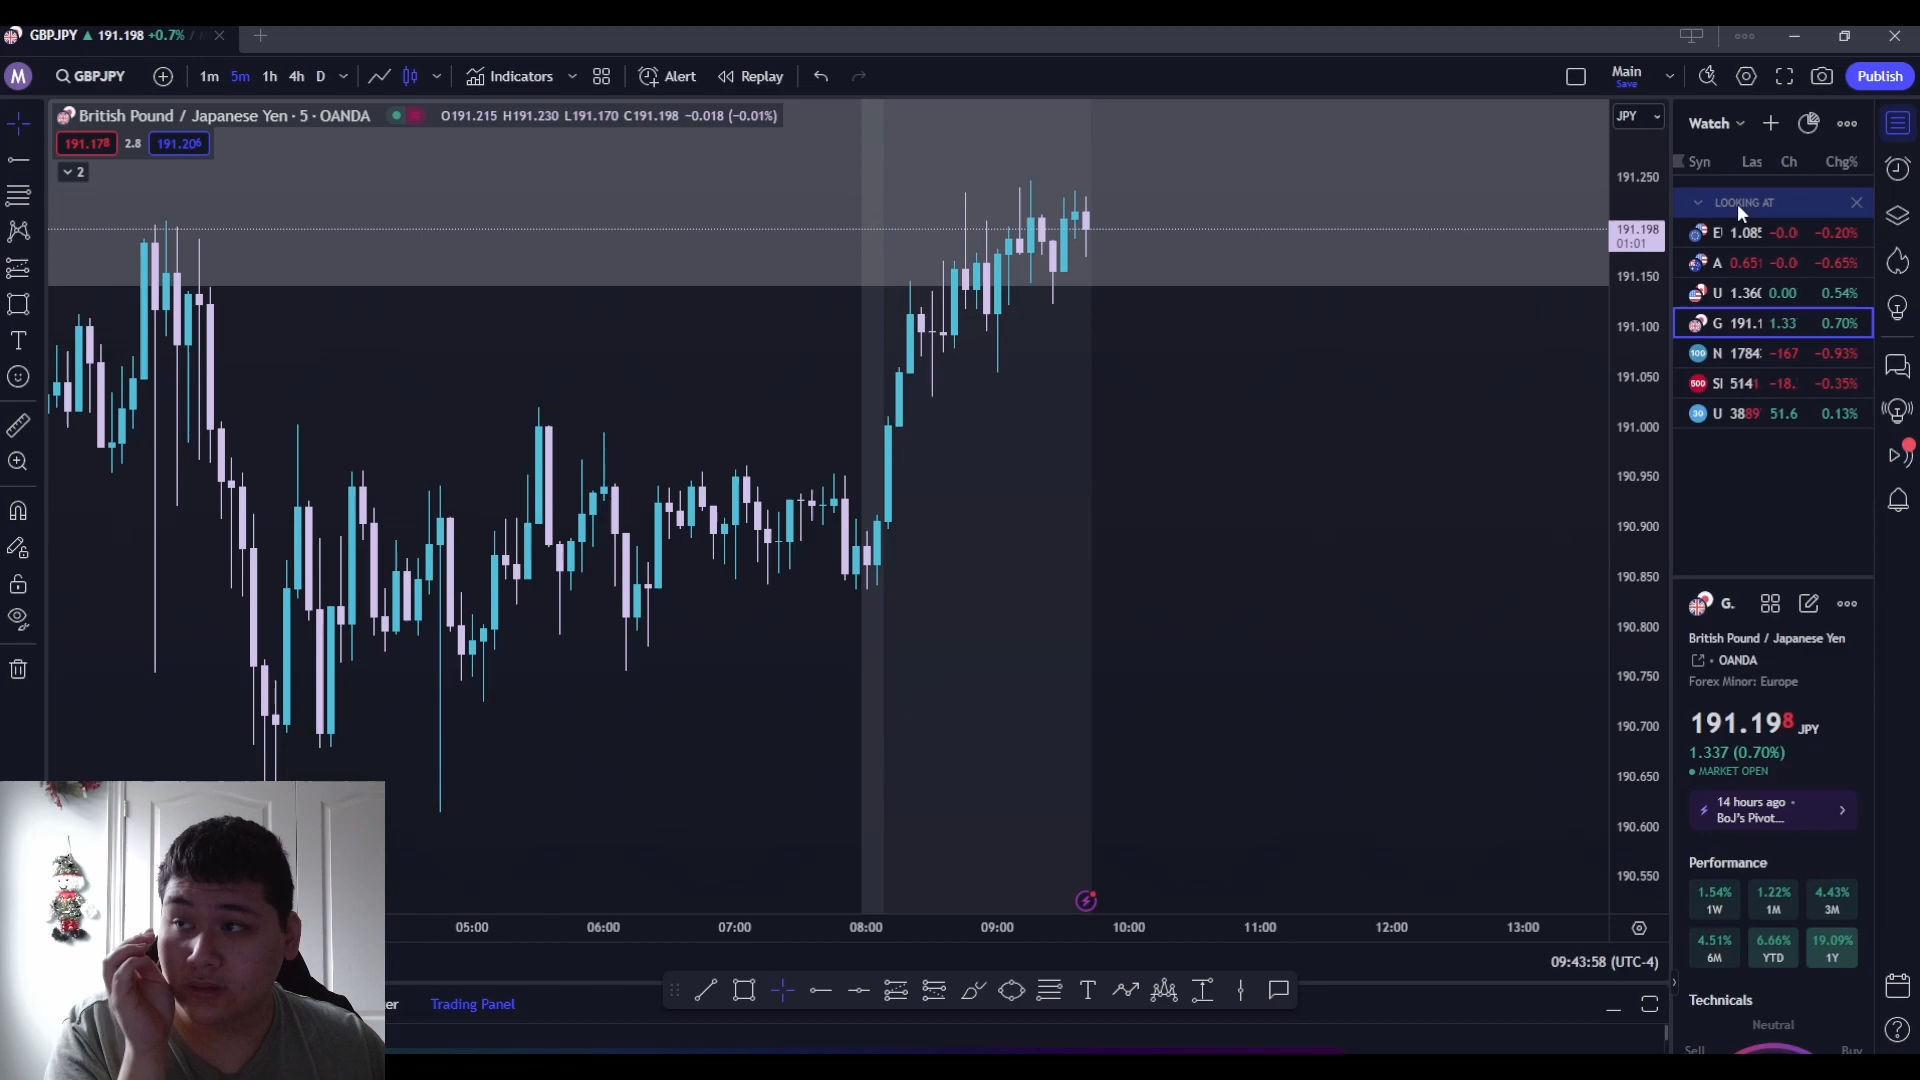 GBPJPY ▲ 191.198 +0.7% /
M GBPJPY 1m 5m 1h 4h D Indicators Alert Replay Main Publish
Save
British Pound / Japanese Yen · 5 · OANDA O191.215 H191.230 L191.170 C191.198 −0.018 (−0.01%)
191.178 2.8 191.206
2
JPY
191.250
191.198
01:01
191.150
191.100
191.050
191.000
190.950
190.900
190.850
190.800
190.750
190.700
190.650
190.600
190.550
05:00 06:00 07:00 08:00 09:00 10:00 11:00 12:00 13:00
09:43:58 (UTC-4)
er Trading Panel
Watch
Syn Las Ch Chg%
LOOKING AT
E 1.085 −0.0 −0.20%
A 0.651 −0.0 −0.65%
U 1.360 0.00 0.54%
G 191.1 1.33 0.70%
100 N 1784 −167 −0.93%
500 S 5141 −18. −0.35%
30 U 3889 51.6 0.13%
G.
British Pound / Japanese Yen
OANDA
Forex Minor: Europe
191.198 JPY
1.337 (0.70%)
MARKET OPEN
14 hours ago •
BoJ's Pivot...
Performance
1.54% 1.22% 4.43%
1W 1M 3M
4.51% 6.66% 19.09%
6M YTD 1Y
Technicals
Neutral
Sell Buy